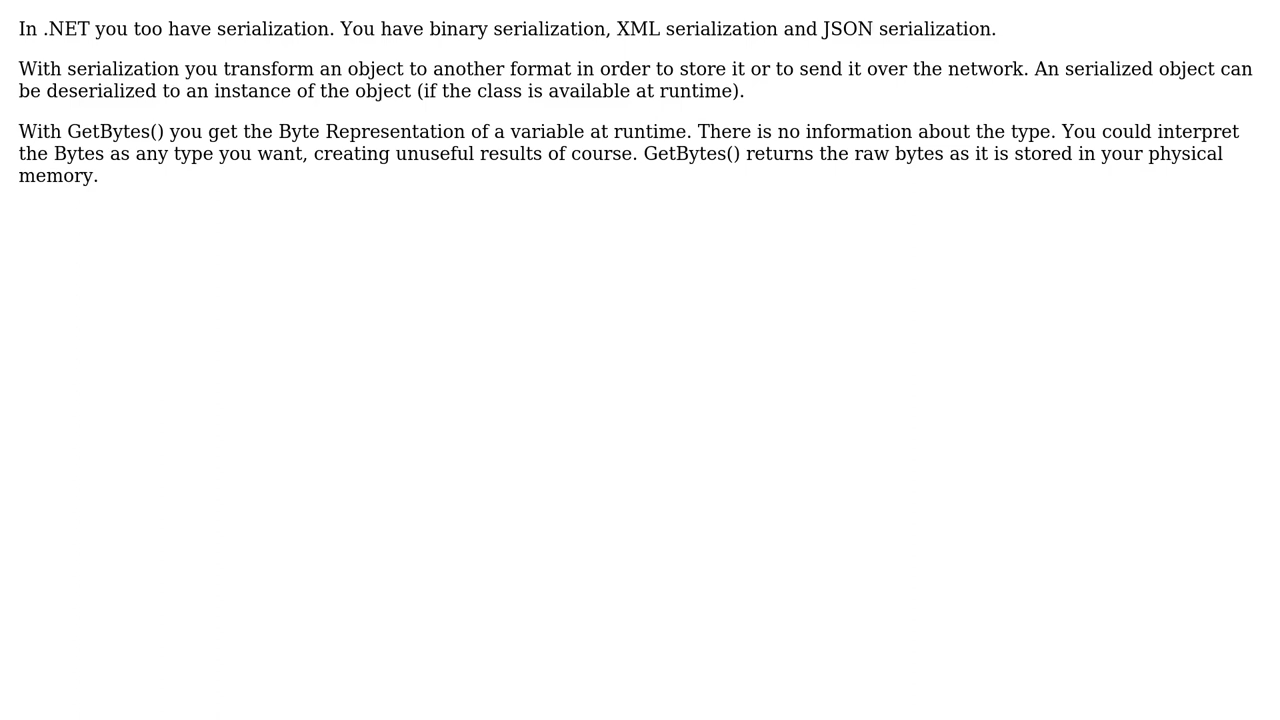 In .NET you too have serialization. You have binary serialization, XML serialization and JSON serialization.
With serialization you transform an object to another format in order to store it or to send it over the network. An serialized object can
be deserialized to an instance of the object (if the class is available at runtime).
With GetBytes() you get the Byte Representation of a variable at runtime. There is no information about the type. You could interpret
the Bytes as any type you want, creating unuseful results of course. GetBytes() returns the raw bytes as it is stored in your physical
memory.